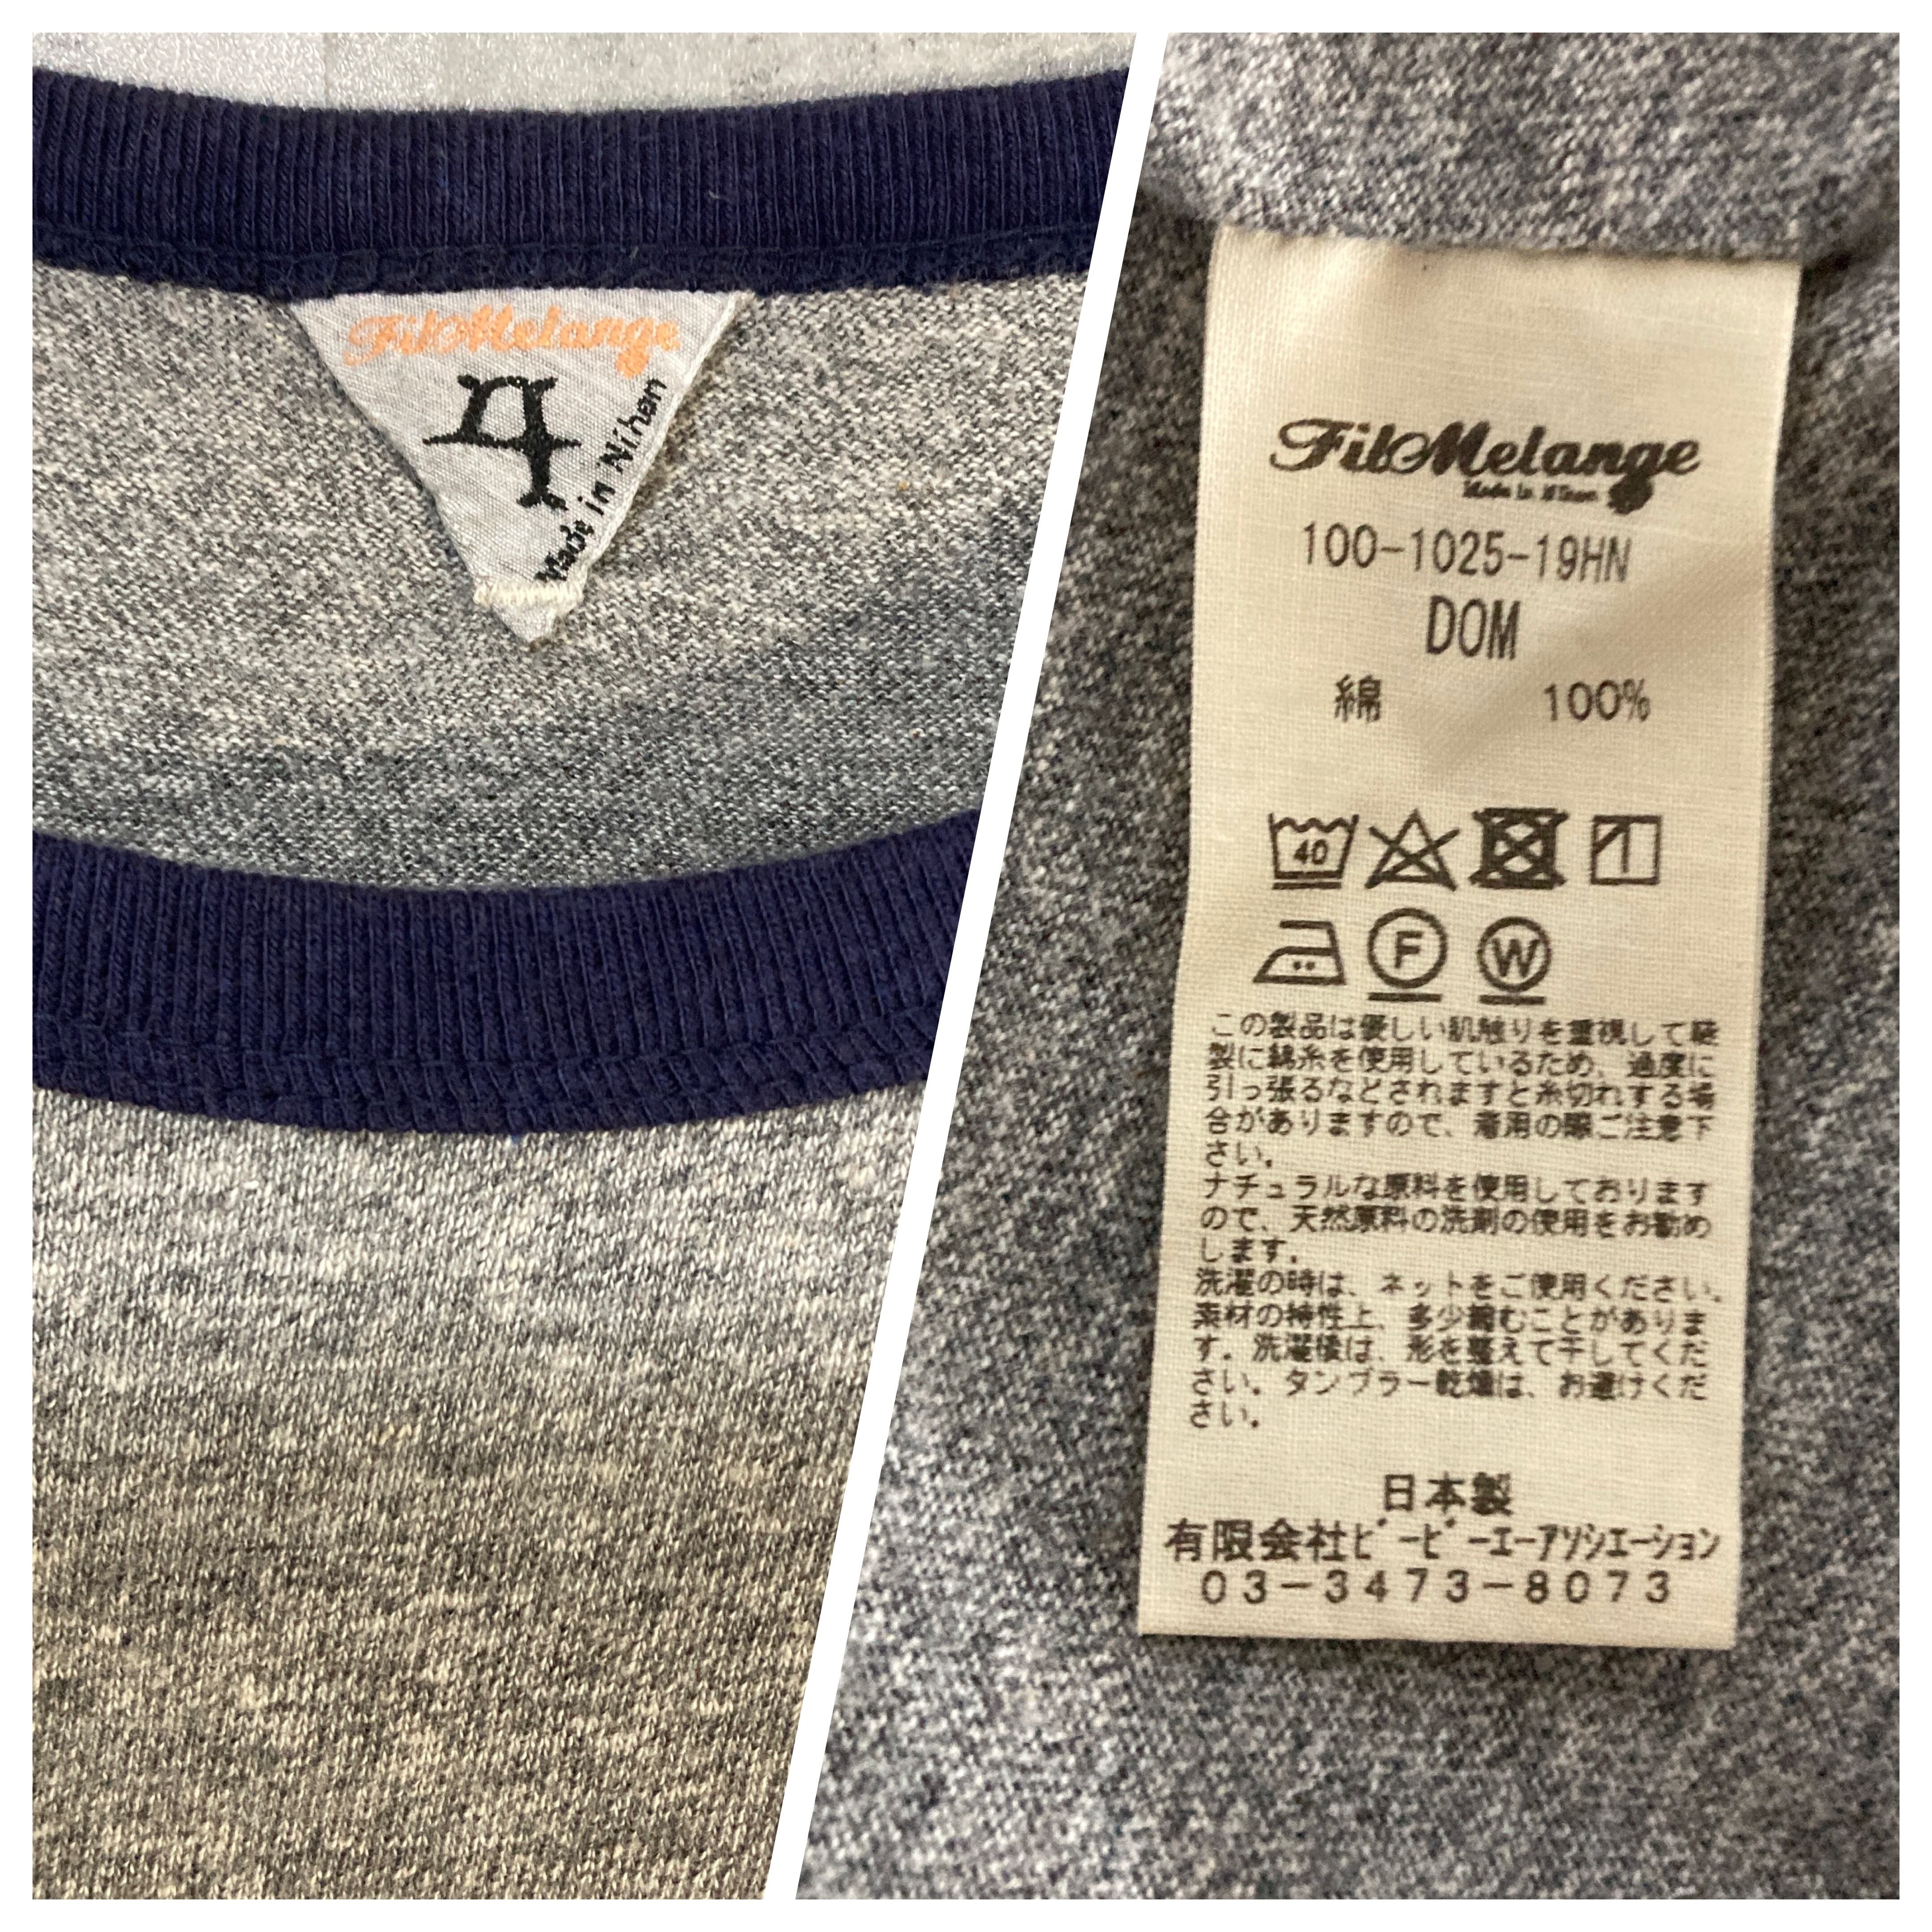 FilMelange
4
Made in Nihon
FilMelange
100-1025-19HN
DOM
綿 100%
40
F W
この製品は優しい肌触りを重視して縫
製に綿糸を使用しているため、過度に
引っ張るなどされますと糸切れする場
合がありますので、着用の際ご注意下
さい。
ナチュラルな原料を使用しております
ので、天然原料の洗剤の使用をお勧め
します。
洗濯の時は、ネットをご使用ください。
素材の特性上、多少縮むことがありま
す。洗濯後は、形を整えて干してくだ
さい。タンブラー乾燥は、お避けくだ
さい。
日本製
有限会社ビーピーエーアソシエーション
03-3473-8073